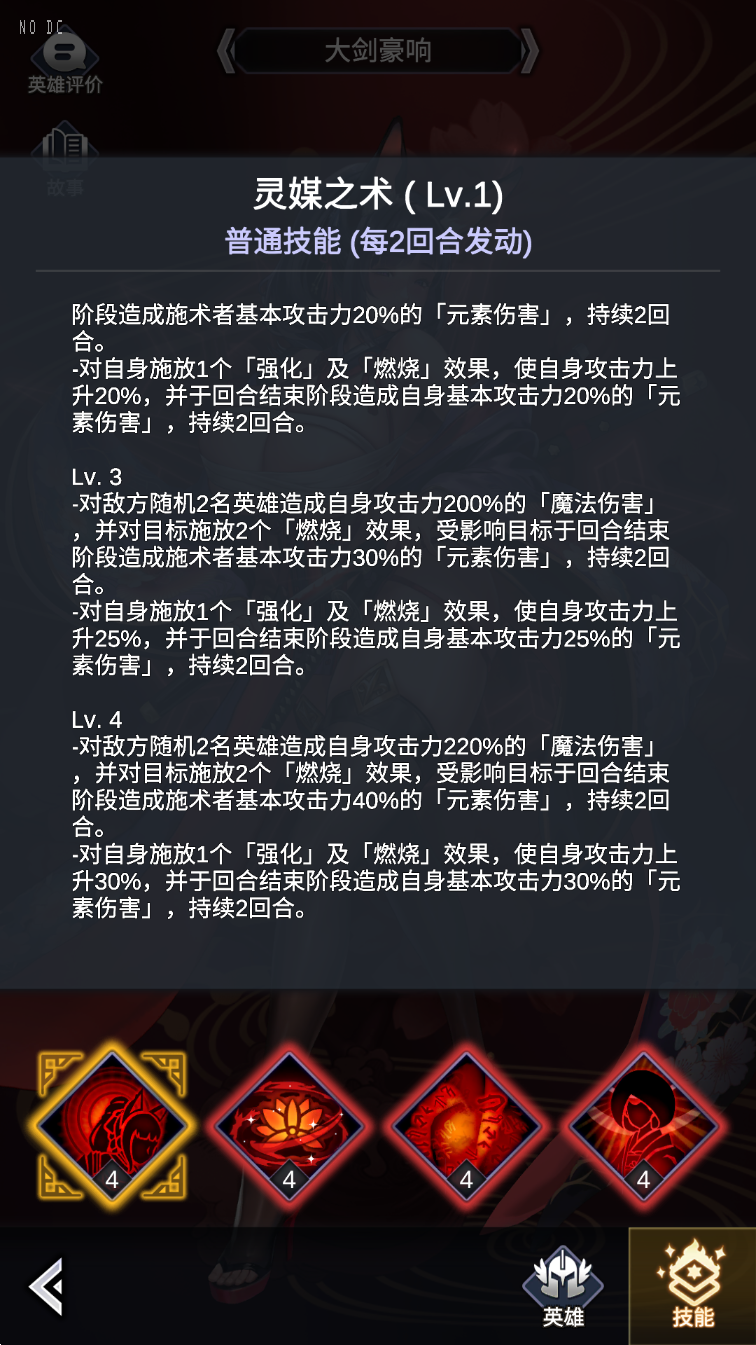 NO DC
大剑豪响
英雄评价
故事
灵媒之术 ( Lv.1)
普通技能 (每2回合发动)
阶段造成施术者基本攻击力20%的「元素伤害」，持续2回
合。
-对自身施放1个「强化」及「燃烧」效果，使自身攻击力上
升20%，并于回合结束阶段造成自身基本攻击力20%的「元
素伤害」，持续2回合。
Lv. 3
-对敌方随机2名英雄造成自身攻击力200%的「魔法伤害」
，并对目标施放2个「燃烧」效果，受影响目标于回合结束
阶段造成施术者基本攻击力30%的「元素伤害」，持续2回
合。
-对自身施放1个「强化」及「燃烧」效果，使自身攻击力上
升25%，并于回合结束阶段造成自身基本攻击力25%的「元
素伤害」，持续2回合。
Lv. 4
-对敌方随机2名英雄造成自身攻击力220%的「魔法伤害」
，并对目标施放2个「燃烧」效果，受影响目标于回合结束
阶段造成施术者基本攻击力40%的「元素伤害」，持续2回
合。
-对自身施放1个「强化」及「燃烧」效果，使自身攻击力上
升30%，并于回合结束阶段造成自身基本攻击力30%的「元
素伤害」，持续2回合。
4
4
4
4
英雄
技能